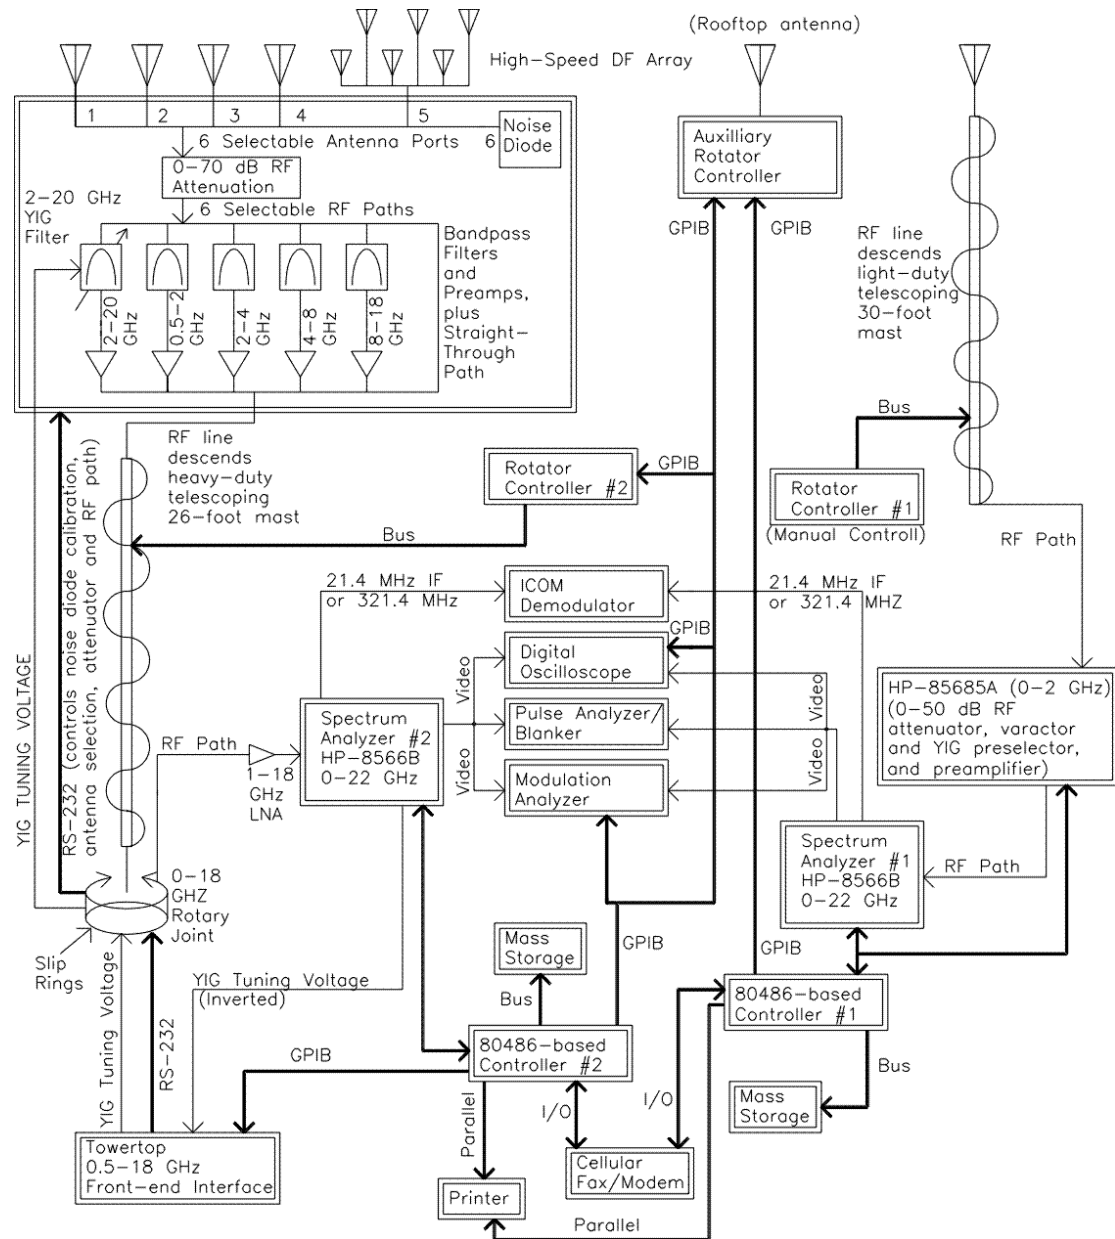 (Rooftop antenna)
High-Speed DF Array
1
2
3
4
5
6 Selectable Antenna Ports
6
Noise
Diode
0-70 dB RF
Attenuation
6 Selectable RF Paths
2-20 GHz
YIG
Filter
2-20
GHz
0.5-2
GHz
2-4
GHz
4-8
GHz
8-18
GHz
Bandpass
Filters
and
Preamps,
plus
Straight-
Through
Path
Auxilliary
Rotator
Controller
GPIB
GPIB
RF line
descends
light-duty
telescoping
30-foot
mast
Bus
RF line
descends
heavy-duty
telescoping
26-foot mast
Rotator
Controller #2
GPIB
Rotator
Controller #1
(Manual Controll)
Bus
RF Path
YIG TUNING VOLTAGE
RS-232 (controls noise diode calibration,
antenna selection, attenuator and RF path)
21.4 MHz IF
or 321.4 MHz
ICOM
Demodulator
21.4 MHz IF
or 321.4 MHZ
GPIB
Digital
Oscilloscope
Video
Video
HP-85685A (0-2 GHz)
(0-50 dB RF
attenuator, varactor
and YIG preselector,
and preamplifier)
Spectrum
Analyzer #2
HP-8566B
0-22 GHz
Pulse Analyzer/
Blanker
RF Path
1-18
GHz
LNA
Video
Modulation
Analyzer
Video
Spectrum
Analyzer #1
HP-8566B
0-22 GHz
RF Path
0-18
GHZ
Rotary
Joint
Slip
Rings
Mass
Storage
GPIB
GPIB
YIG Tuning Voltage
(Inverted)
Bus
80486-based
Controller #1
YIG Tuning Voltage
RS-232
GPIB
80486-based
Controller #2
Bus
I/O
I/O
Mass
Storage
Parallel
Towertop
0.5-18 GHz
Front-end Interface
Cellular
Fax/Modem
Printer
Parallel